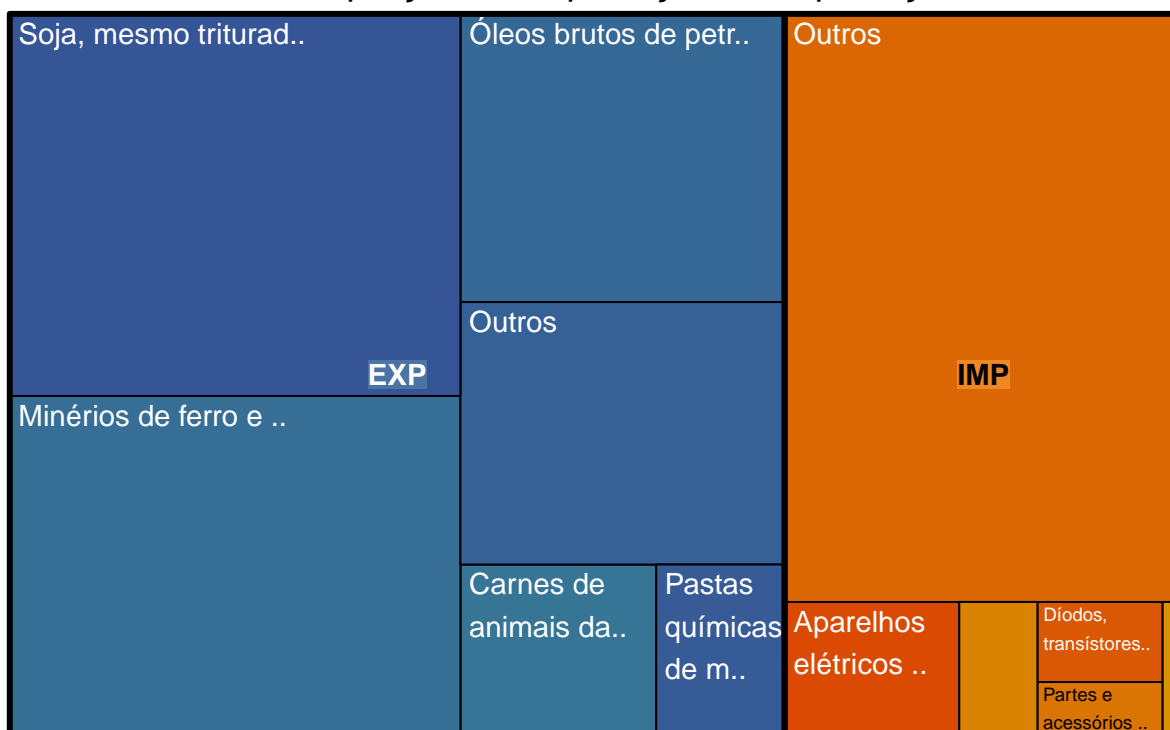 Soja, mesmo triturad..
Óleos brutos de petr..
Outros
Outros
EXP
IMP
Minérios de ferro e ..
Carnes de
animais da..
Pastas
químicas
de m..
Aparelhos
elétricos ..
Díodos,
transístores..
Partes e
acessórios ..